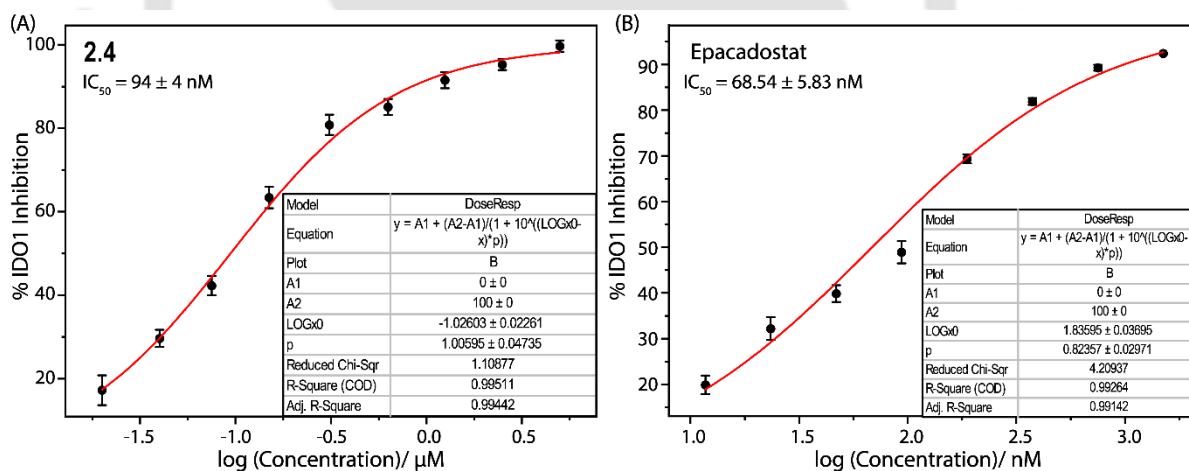 (A)
2.4
IC50 = 94 ± 4 nM
% IDO1 Inhibition
100
80
60
40
20
Model DoseResp
Equation y = A1 + (A2-A1)/(1 + 10^((LOGx0-
x)*p))
Plot B
A1 0 ± 0
A2 100 ± 0
LOGx0 -1.02603 ± 0.02261
p 1.00595 ± 0.04735
Reduced Chi-Sqr 1.10877
R-Square (COD) 0.99511
Adj. R-Square 0.99442
-1.5 -1.0 -0.5 0.0 0.5
log (Concentration)/ μM
(B)
Epacadostat
IC50 = 68.54 ± 5.83 nM
% IDO1 Inhibition
90
80
70
60
50
40
30
20
Model DoseResp
Equation y = A1 + (A2-A1)/(1 + 10^((LOGx0-
x)*p))
Plot B
A1 0 ± 0
A2 100 ± 0
LOGx0 1.83595 ± 0.03695
p 0.82357 ± 0.02971
Reduced Chi-Sqr 4.20937
R-Square (COD) 0.99264
Adj. R-Square 0.99142
1.0 1.5 2.0 2.5 3.0
log (Concentration)/ nM